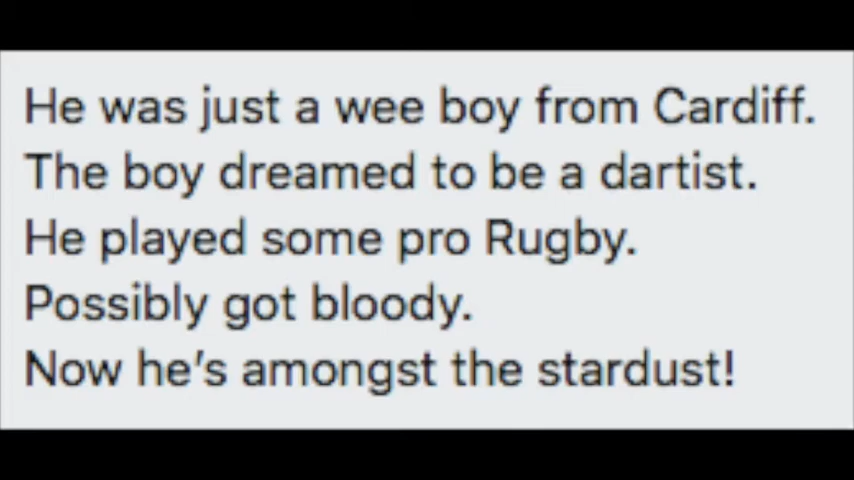 He was just a wee boy from Cardiff.
The boy dreamed to be a dartist.
He played some pro Rugby.
Possibly got bloody.
Now he’s amongst the stardust!